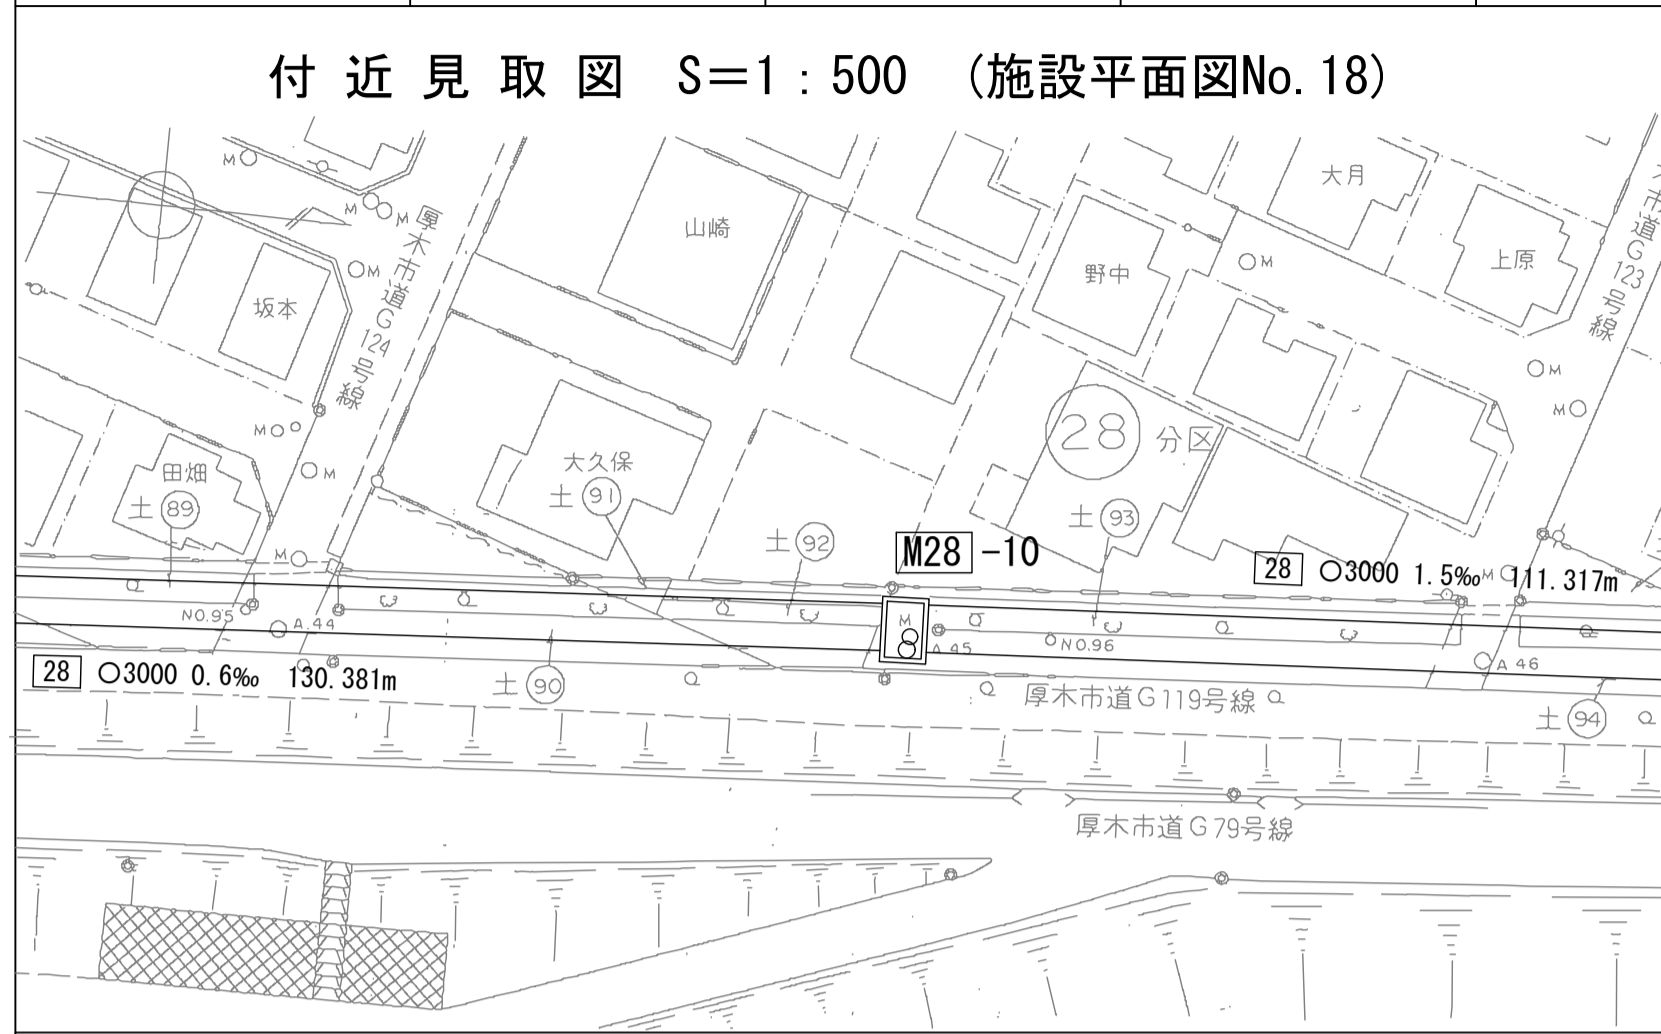 付近見取図 S=1:500 (施設平面図No.18)
M
M
M
厚木市道G124号線
M
坂本
山崎
野中
大月
上原
市道G123号線
M
M
M
M
M
田畑
土 89
大久保
土 91
28 分区
土 92
土 93
M28 -10
28 ○3000 1.5‰ 111.317m
M
M
NO.95
A.44
M
A 45
NO.96
A 46
28 ○3000 0.6‰ 130.381m
土 90
厚木市道G119号線
土 94
厚木市道G79号線